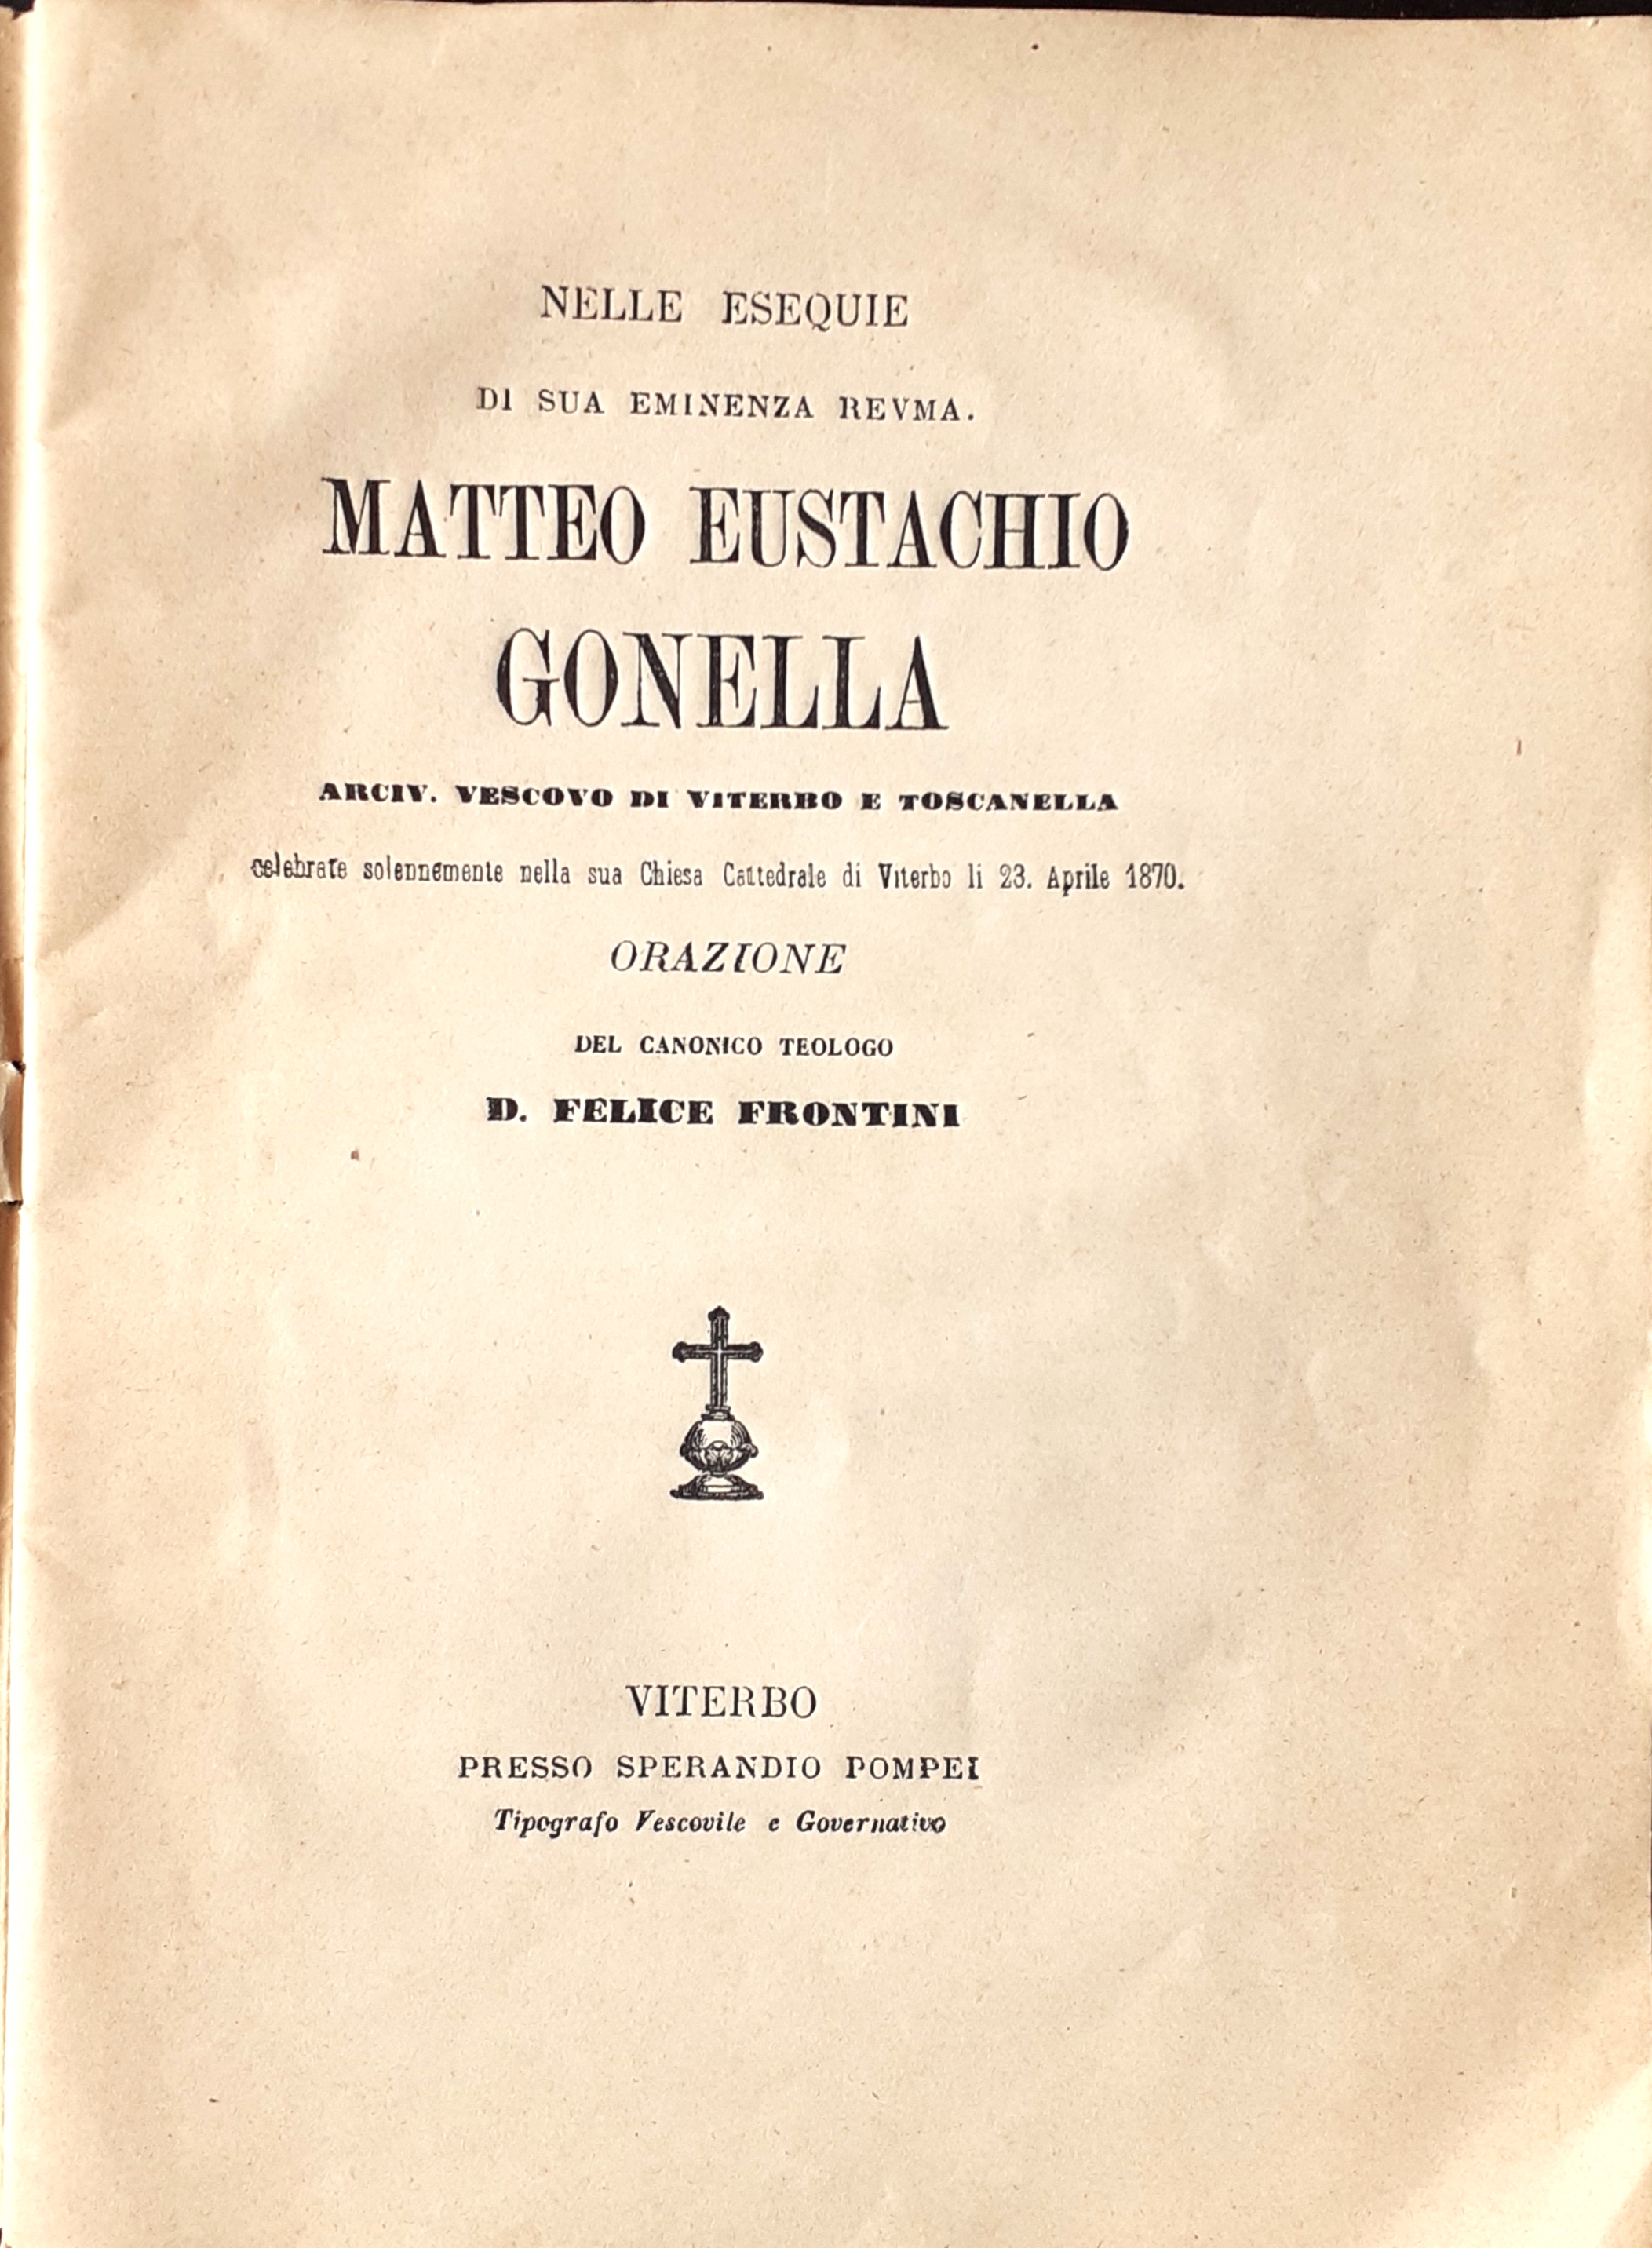 NELLE ESEQUIE
DI SUA EMINENZA REVMA.
MATTEO EUSTACHIO
GONELLA
ARCIV. VESCOVO DI VITERBO E TOSCANELLA
celebrate solennemente nella sua Chiesa Cattedrale di Viterbo li 23. Aprile 1870.
ORAZIONE
DEL CANONICO TEOLOGO
D. FELICE FRONTINI
VITERBO
PRESSO SPERANDIO POMPEI
Tipografo Vescovile e Governativo